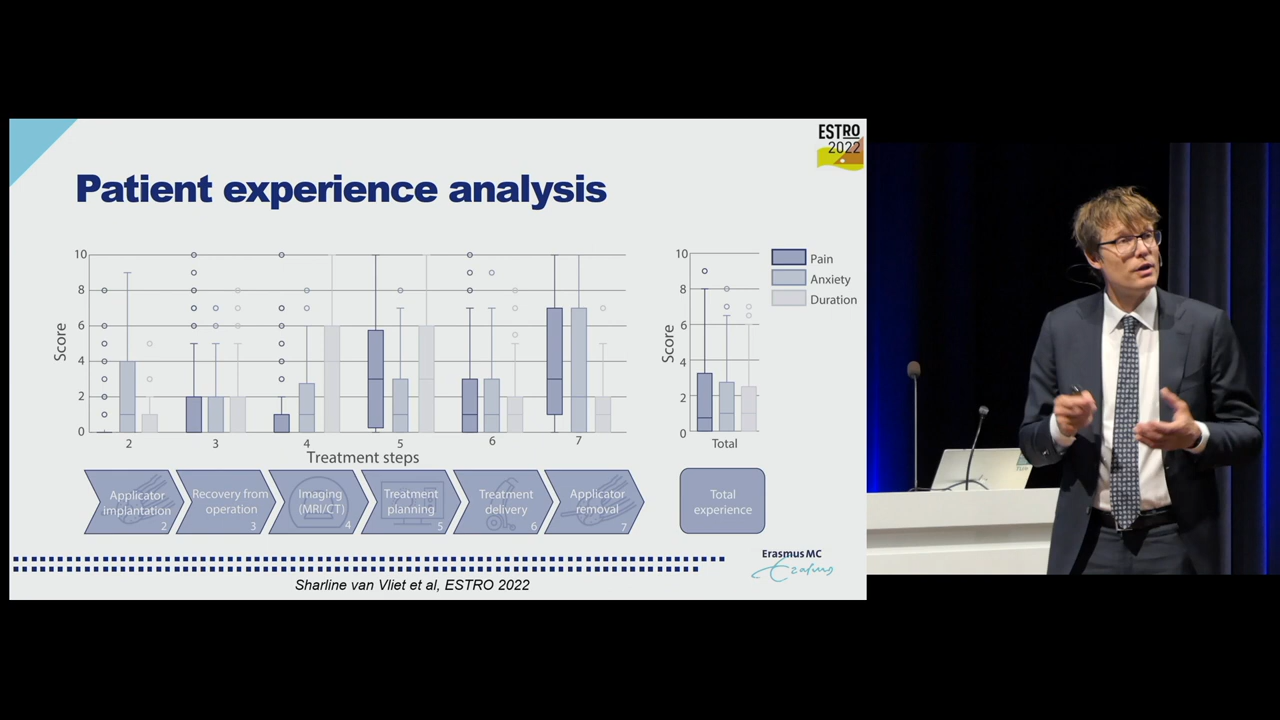 ESTRO
2022
Patient experience analysis
10
8
6
4
2
0
Score
2
3
4
5
6
7
Treatment steps
10
8
6
4
2
0
Score
Total
Pain
Anxiety
Duration
Applicator
implantation
2
Recovery from
operation
3
Imaging
(MRI/CT)
4
Treatment
planning
5
Treatment
delivery
6
Applicator
removal
7
Total
experience
Erasmus MC
Erasmus
Sharline van Vliet et al, ESTRO 2022